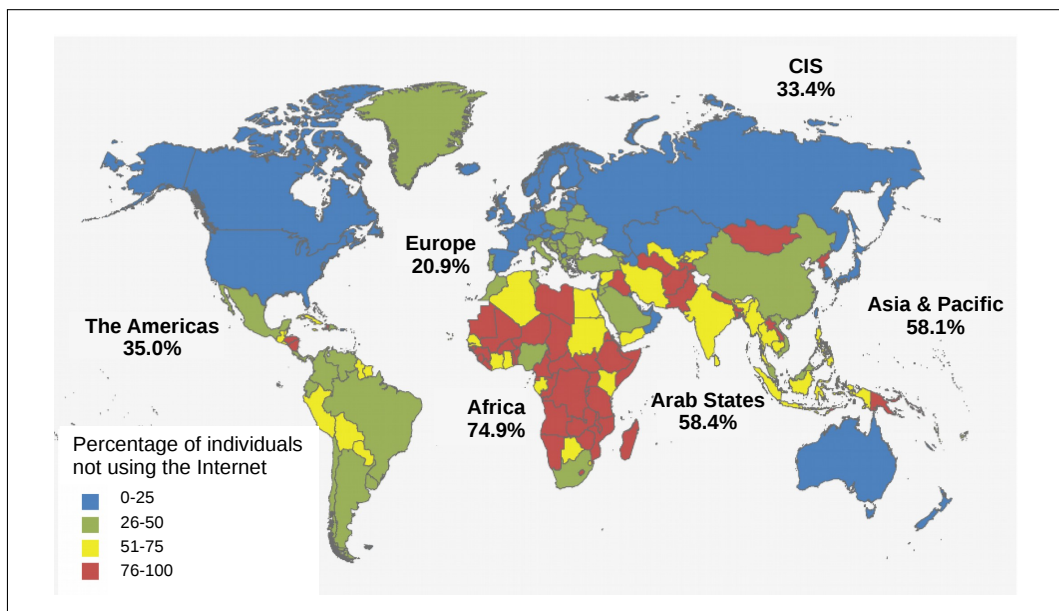 CIS
33.4%
Europe
20.9%
The Americas
35.0%
Asia & Pacific
58.1%
Africa
74.9%
Arab States
58.4%
Percentage of individuals
not using the Internet
0-25
26-50
51-75
76-100